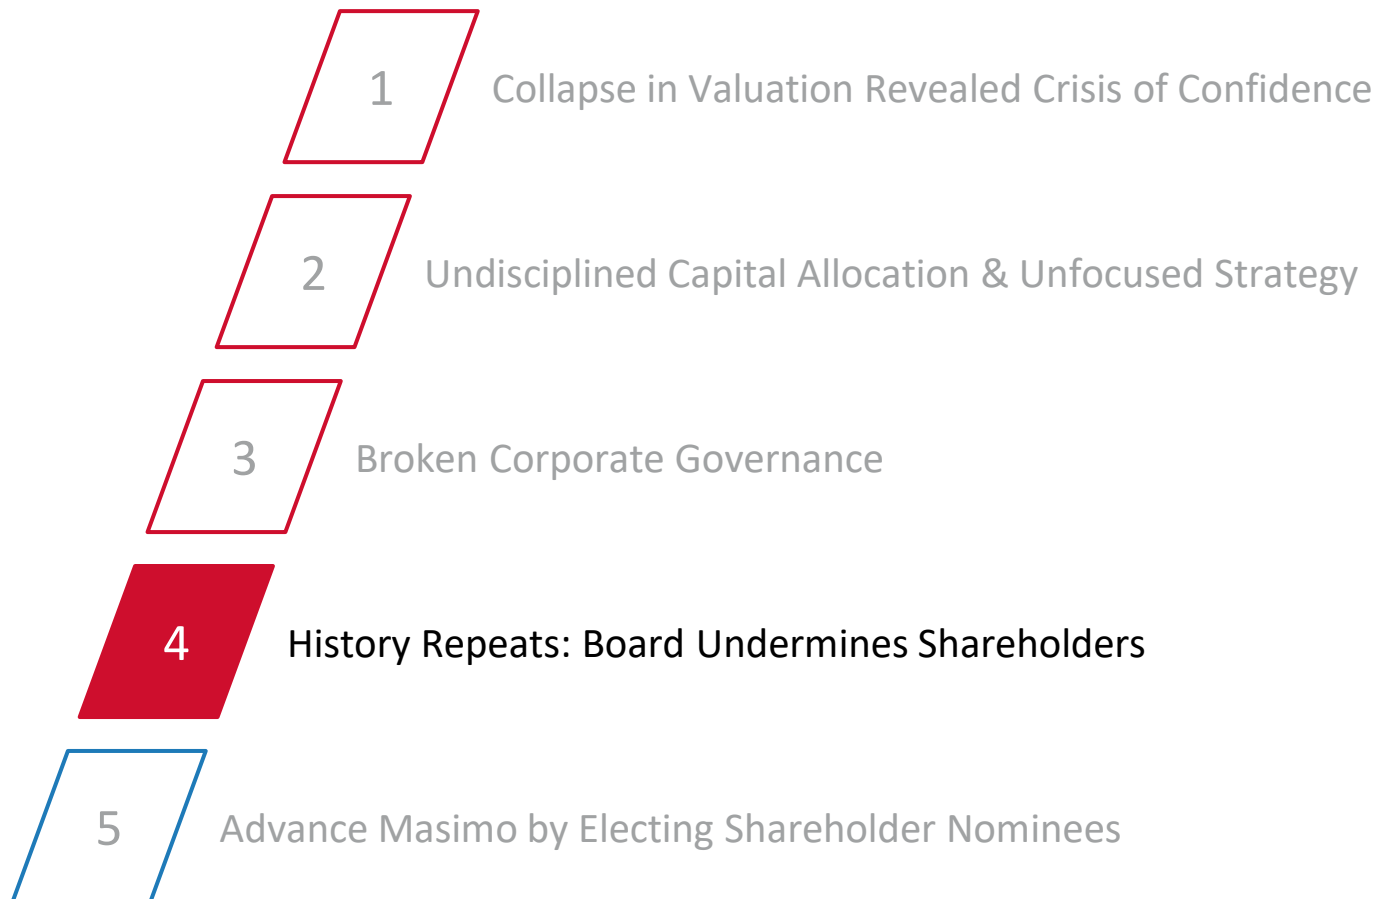 1 Collapse in Valuation Revealed Crisis of Confidence
2 Undisciplined Capital Allocation & Unfocused Strategy
3 Broken Corporate Governance
4 History Repeats: Board Undermines Shareholders
5 Advance Masimo by Electing Shareholder Nominees